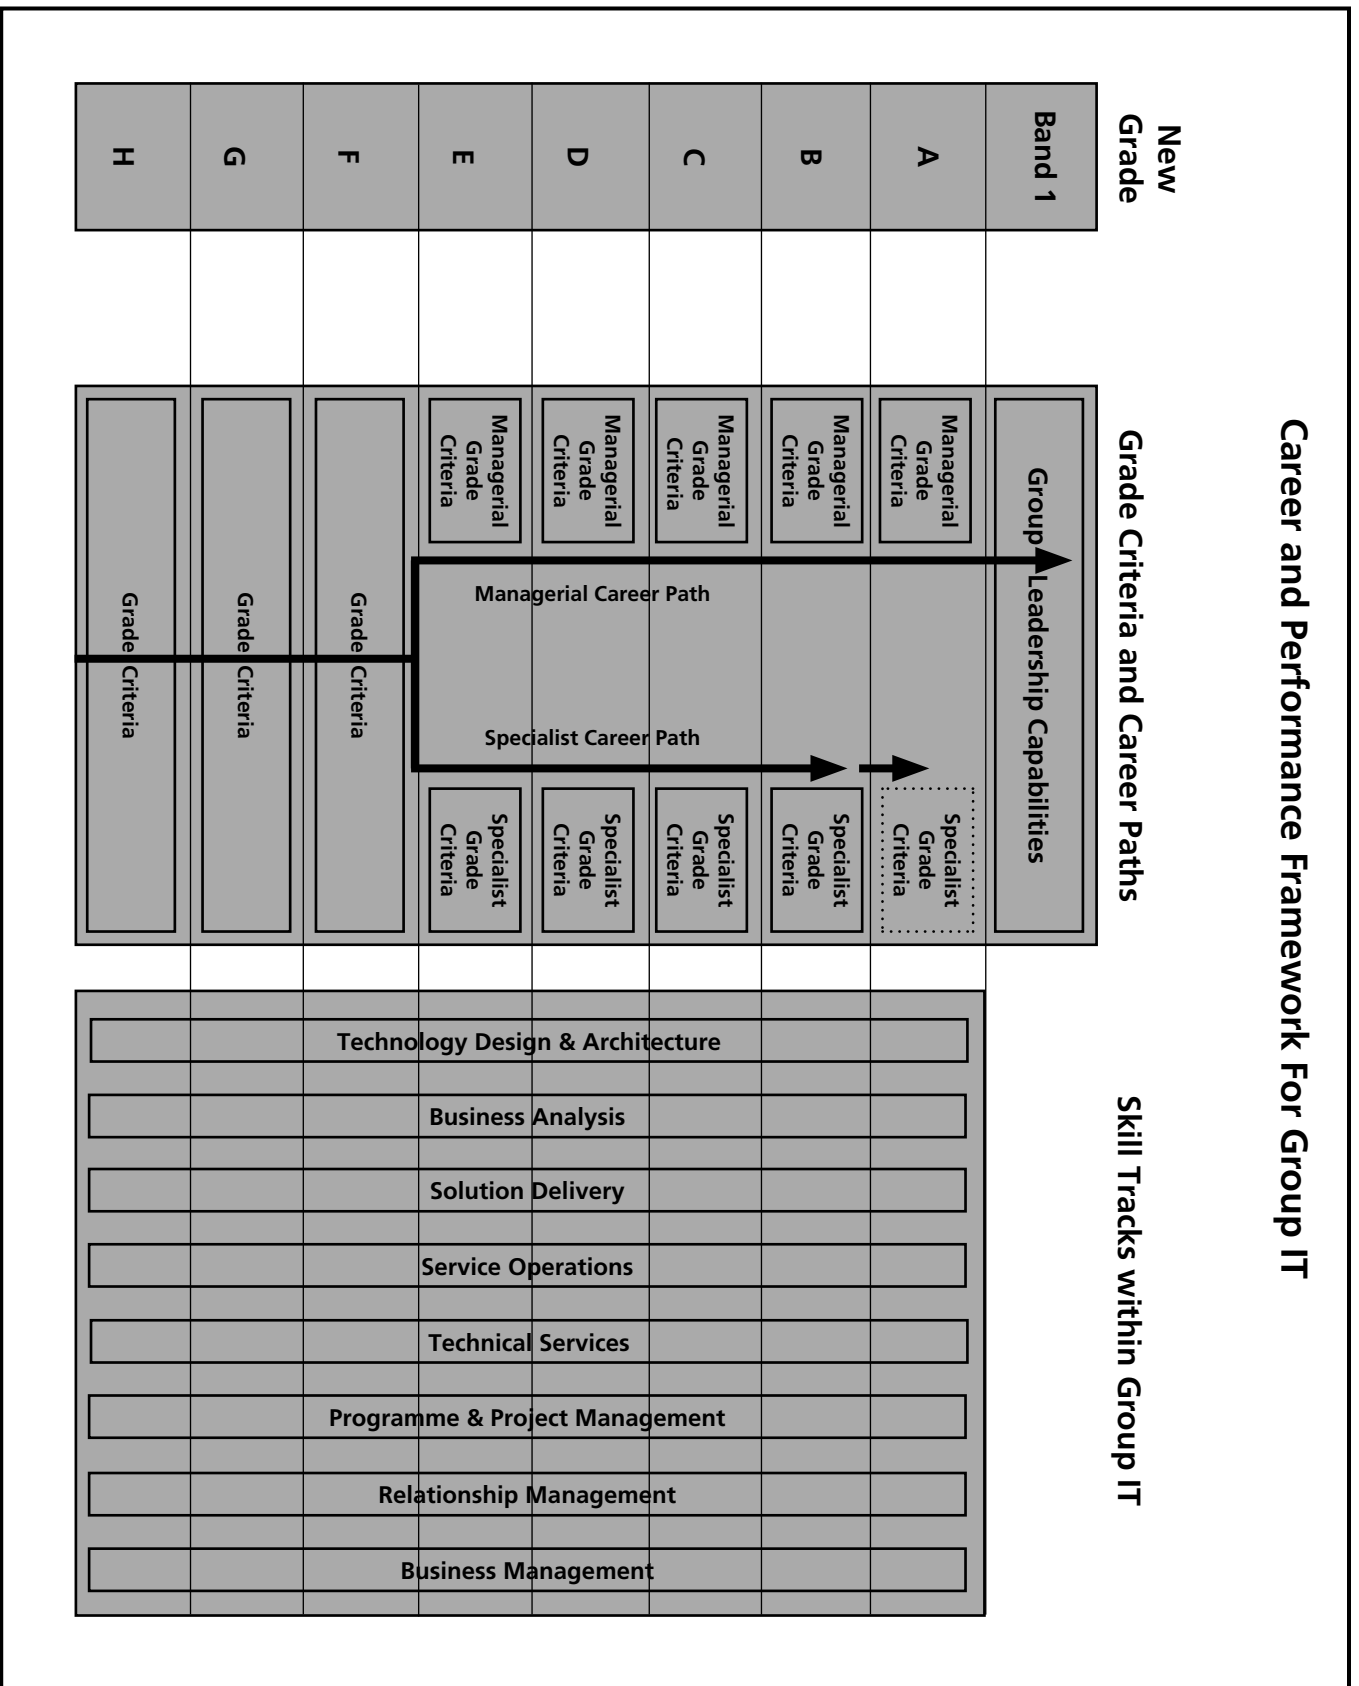 Career and Performance Framework For Group IT
New
Grade
Grade Criteria and Career Paths
Skill Tracks within Group IT
Band 1
A
B
C
D
E
F
G
H
Group Leadership Capabilities
Managerial
Grade
Criteria
Managerial
Grade
Criteria
Managerial
Grade
Criteria
Managerial
Grade
Criteria
Managerial
Grade
Criteria
Managerial Career Path
Specialist Career Path
Specialist
Grade
Criteria
Specialist
Grade
Criteria
Specialist
Grade
Criteria
Specialist
Grade
Criteria
Specialist
Grade
Criteria
Grade Criteria
Grade Criteria
Grade Criteria
Technology Design & Architecture
Business Analysis
Solution Delivery
Service Operations
Technical Services
Programme & Project Management
Relationship Management
Business Management